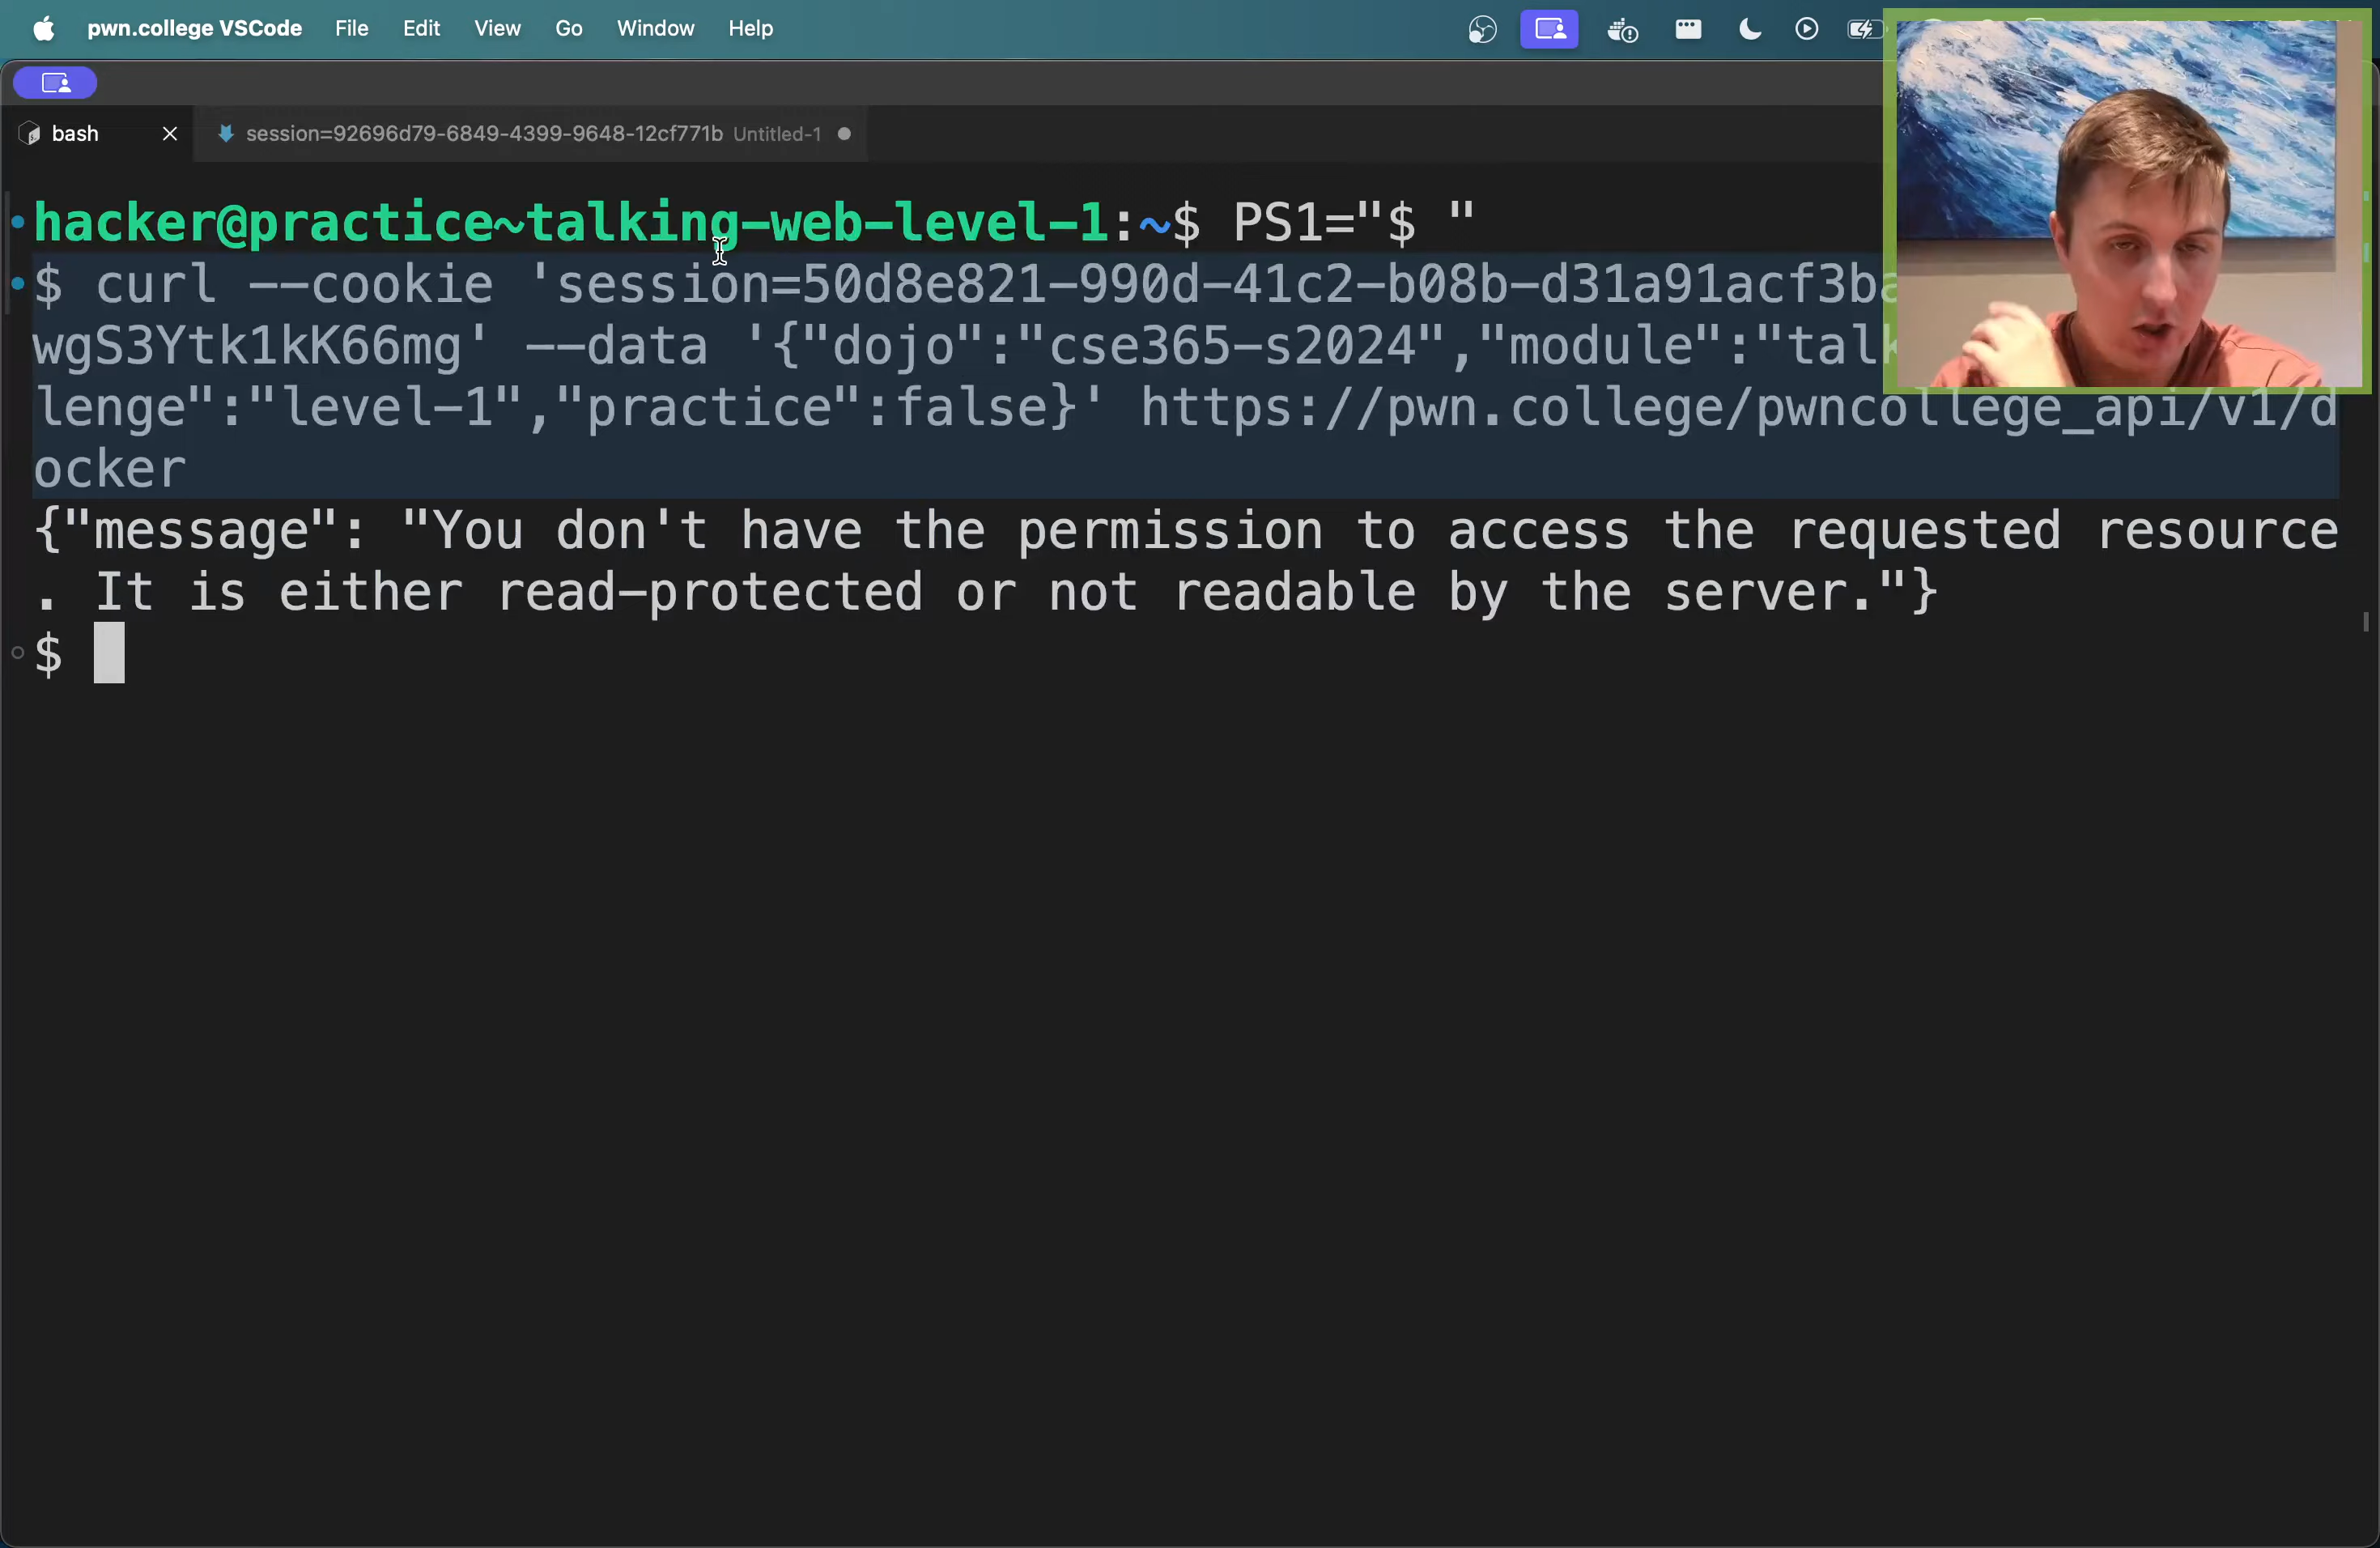 pwn.college VSCode File Edit View Go Window Help
bash session=92696d79-6849-4399-9648-12cf771b Untitled-1
hacker@practice~talking-web-level-1:~$ PS1="$ "
$ curl --cookie 'session=50d8e821-990d-41c2-b08b-d31a91acf3ba
wgS3Ytk1kK66mg' --data '{"dojo":"cse365-s2024","module":"talk
lenge":"level-1","practice":false}' https://pwn.college/pwncollege_api/v1/d
ocker
{"message": "You don't have the permission to access the requested resource
. It is either read-protected or not readable by the server."}
$